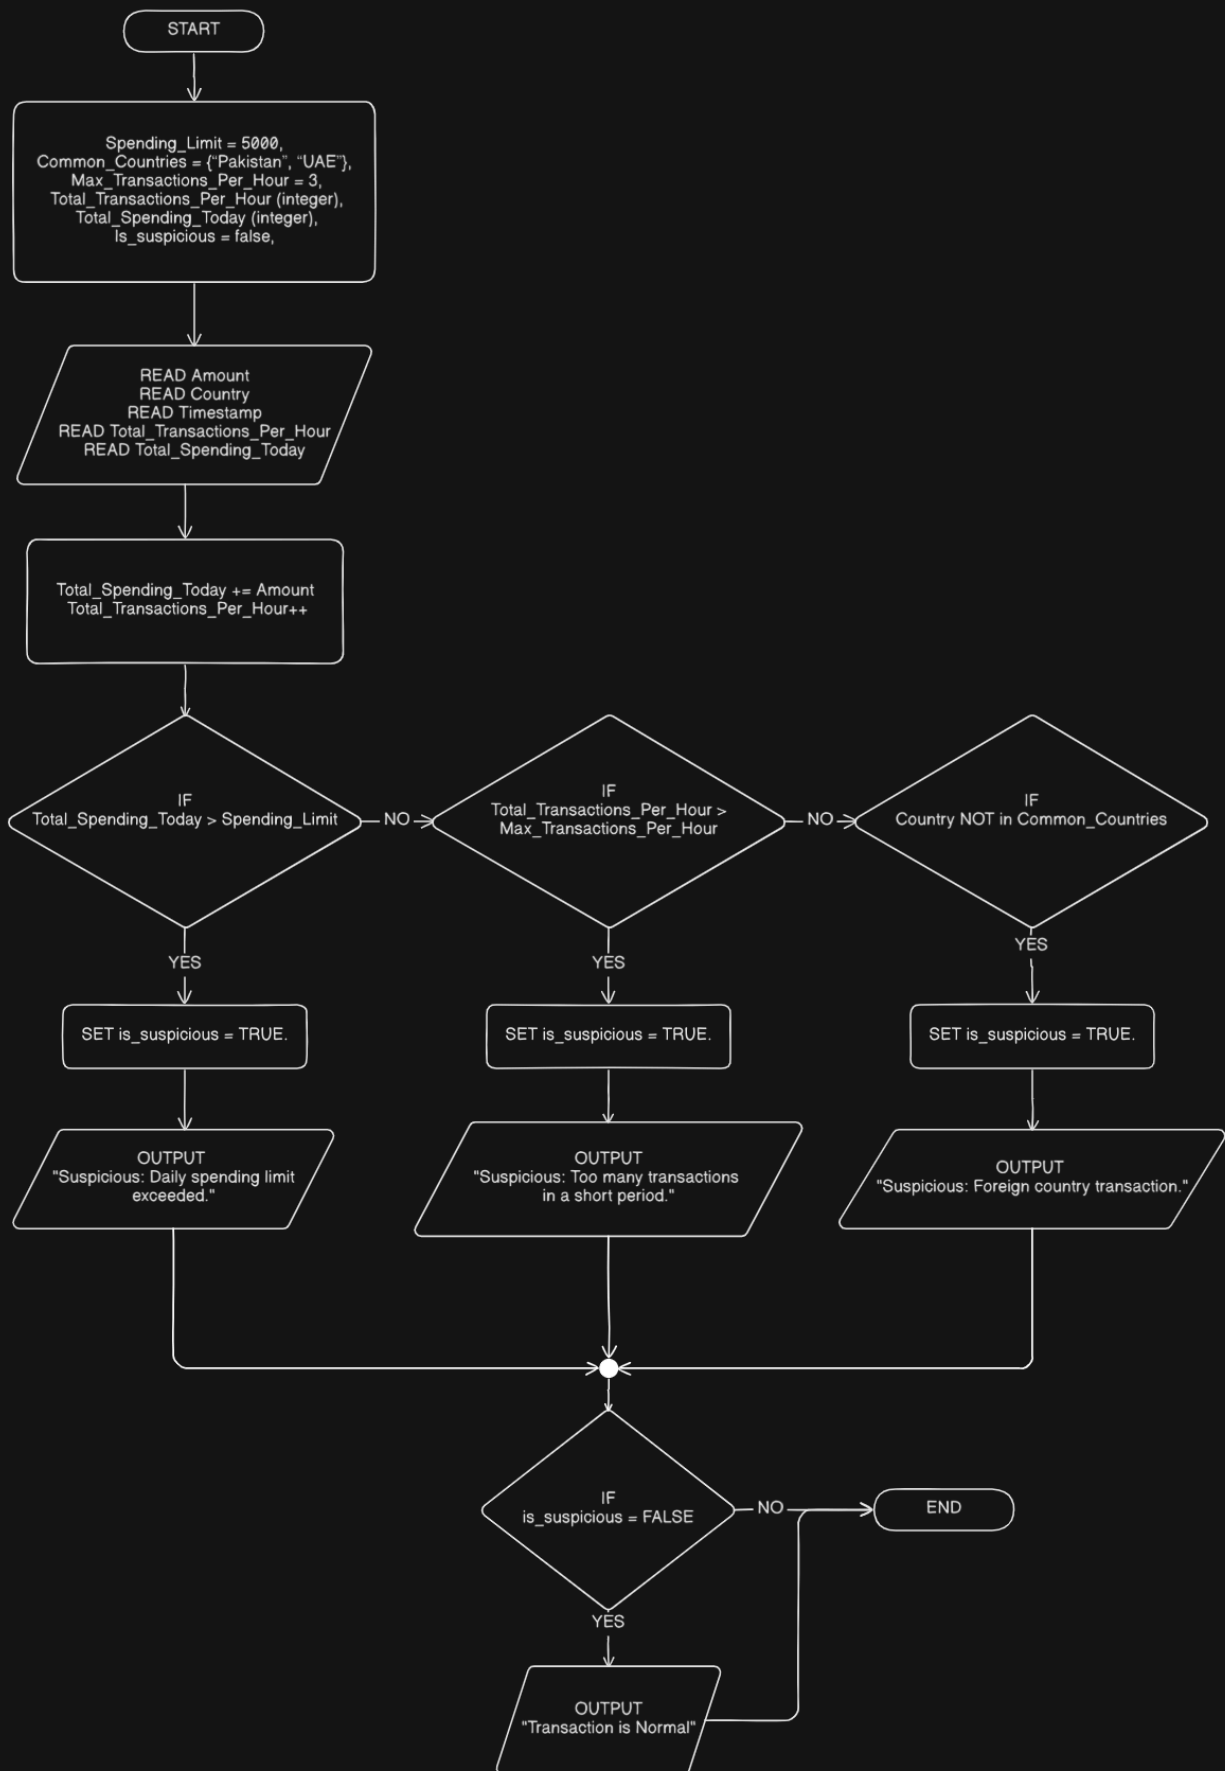 START
Spending_Limit = 5000,
Common_Countries = {“Pakistan”, “UAE”},
Max_Transactions_Per_Hour = 3,
Total_Transactions_Per_Hour (integer),
Total_Spending_Today (integer),
Is_suspicious = false,
READ Amount
READ Country
READ Timestamp
READ Total_Transactions_Per_Hour
READ Total_Spending_Today
Total_Spending_Today += Amount
Total_Transactions_Per_Hour++
IF
Total_Spending_Today > Spending_Limit
NO
IF
Total_Transactions_Per_Hour >
Max_Transactions_Per_Hour
NO
IF
Country NOT in Common_Countries
YES
YES
YES
SET is_suspicious = TRUE.
SET is_suspicious = TRUE.
SET is_suspicious = TRUE.
OUTPUT
"Suspicious: Daily spending limit
exceeded."
OUTPUT
"Suspicious: Too many transactions
in a short period."
OUTPUT
"Suspicious: Foreign country transaction."
IF
is_suspicious = FALSE
NO
END
YES
OUTPUT
"Transaction is Normal"